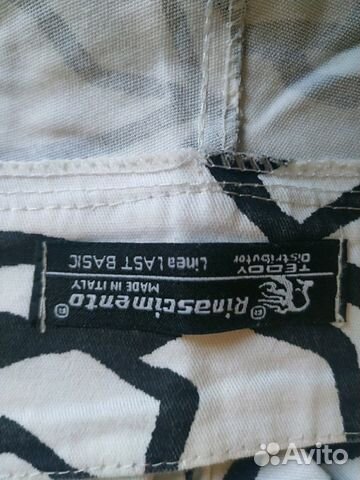 ® Rinascimento ®
MADE IN ITALY
TEDDY
Distributor
Linea LAST BASIC
Avito